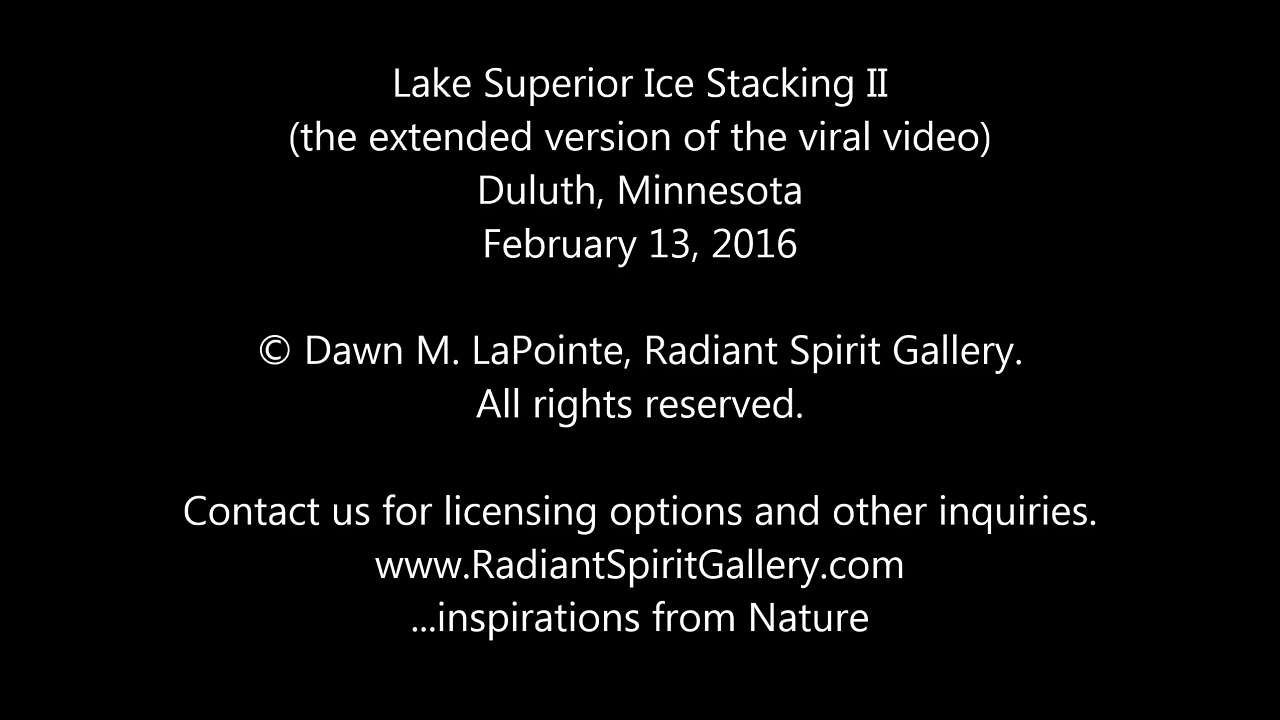 Lake Superior Ice Stacking II
(the extended version of the viral video)
Duluth, Minnesota
February 13, 2016
© Dawn M. LaPointe, Radiant Spirit Gallery.
All rights reserved.
Contact us for licensing options and other inquiries.
www.RadiantSpiritGallery.com
...inspirations from Nature